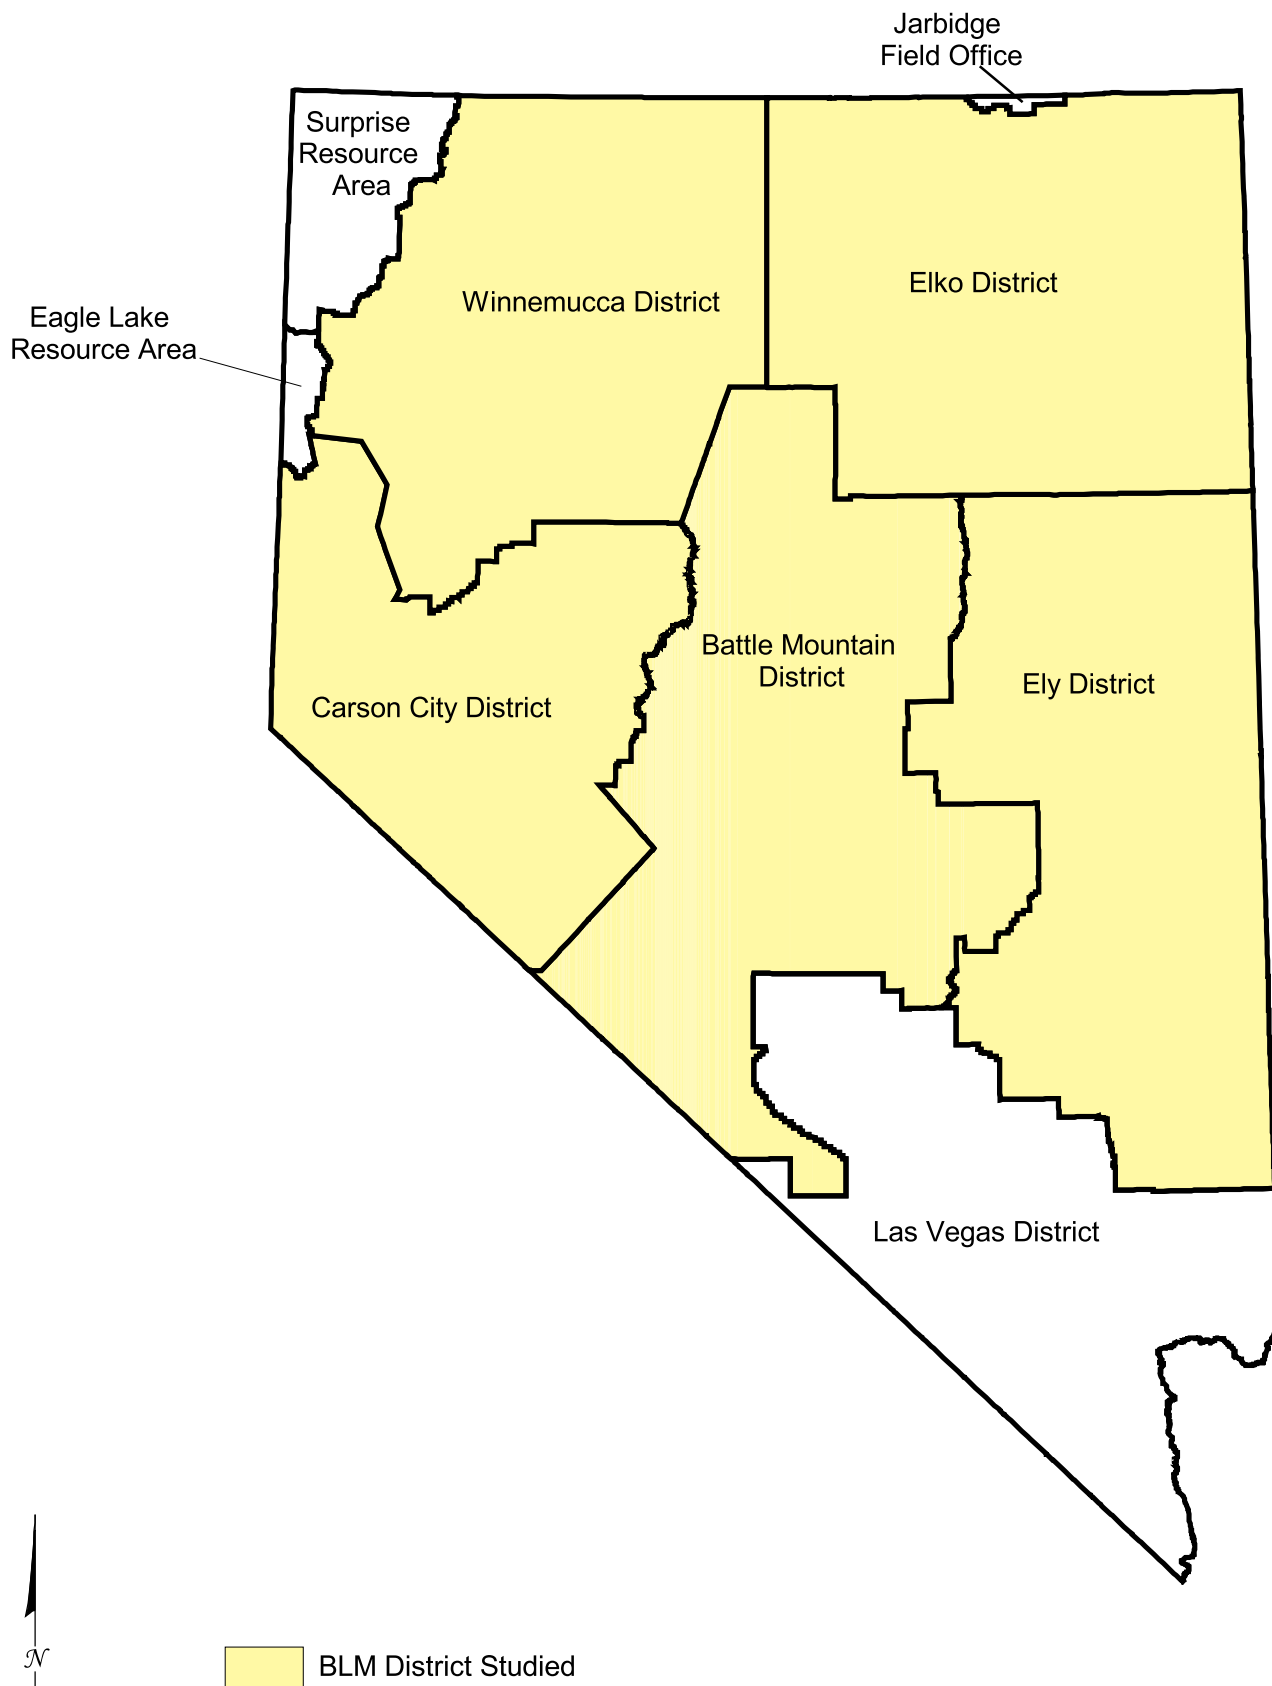 Jarbidge
Field Office
Surprise
Resource
Area
Elko District
Winnemucca District
Eagle Lake
Resource Area
Battle Mountain
District
Ely District
Carson City District
Las Vegas District
N
BLM District Studied